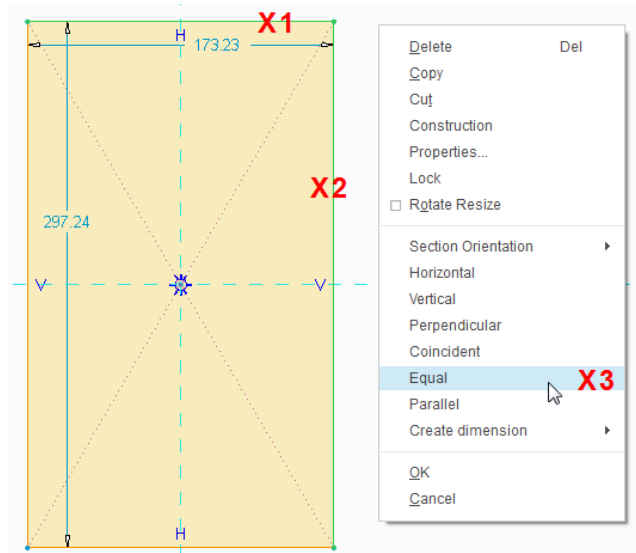 X1
H
173.23
X2
297.24
V
V
H
Delete Del
Copy
Cut
Construction
Properties...
Lock
Rotate Resize
Section Orientation
Horizontal
Vertical
Perpendicular
Coincident
Equal X3
Parallel
Create dimension
OK
Cancel